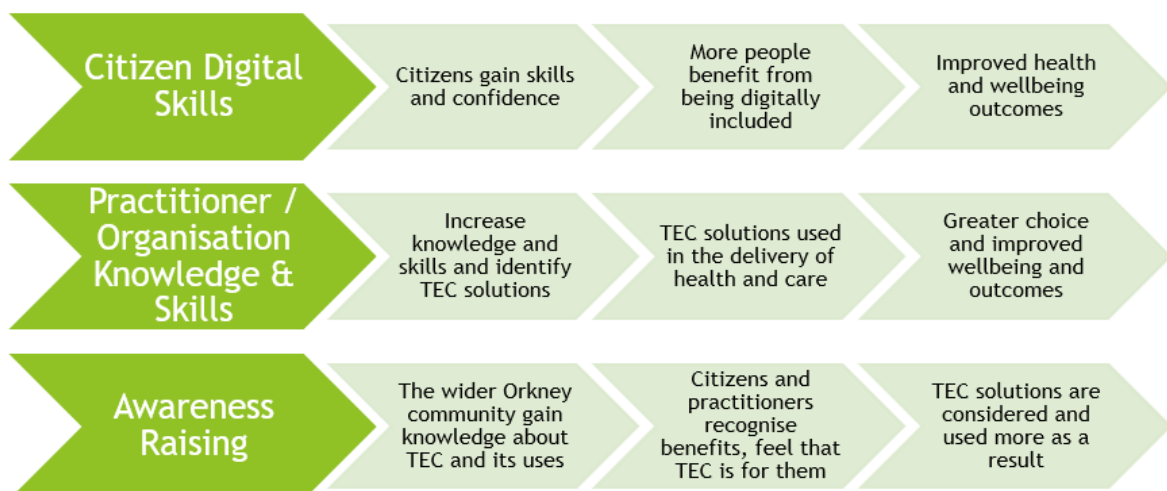 Citizen Digital
Skills
Citizens gain skills
and confidence
More people
benefit from
being digitally
included
Improved health
and wellbeing
outcomes
Practitioner /
Organisation
Knowledge &
Skills
Increase
knowledge and
skills and identify
TEC solutions
TEC solutions used
in the delivery of
health and care
Greater choice
and improved
wellbeing and
outcomes
Awareness
Raising
The wider Orkney
community gain
knowledge about
TEC and its uses
Citizens and
practitioners
recognise
benefits, feel that
TEC is for them
TEC solutions are
considered and
used more as a
result